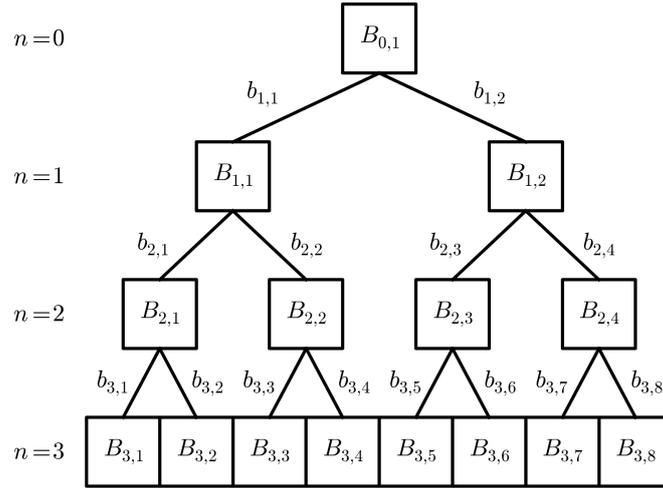 n=0 B0,1
b1,1 b1,2
n=1 B1,1 B1,2
b2,1 b2,2 b2,3 b2,4
n=2 B2,1 B2,2 B2,3 B2,4
b3,1 b3,2 b3,3 b3,4 b3,5 b3,6 b3,7 b3,8
n=3 B3,1 B3,2 B3,3 B3,4 B3,5 B3,6 B3,7 B3,8